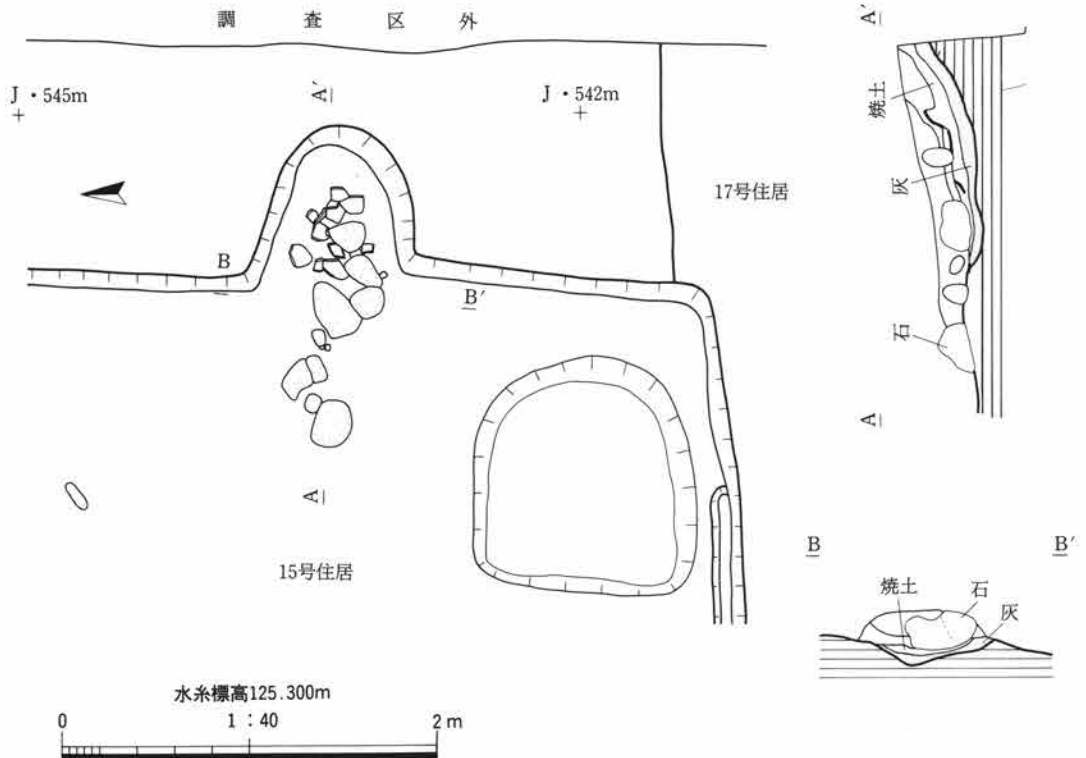 調査区外
J・545m
A′
J・542m
17号住居
B
B′
A
15号住居
水糸標高125.300m
0 1:40 2m
A′
焼土
灰
石
A
B B′
焼土 石 灰